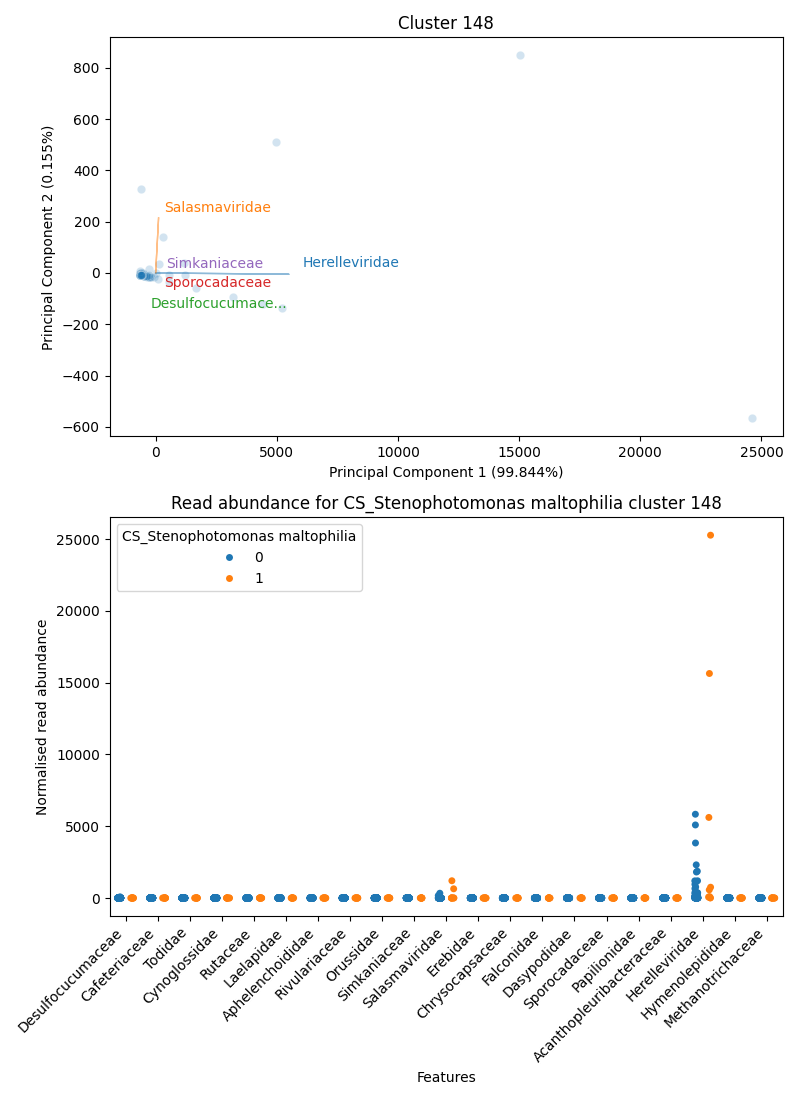 Cluster 148
800
600
400
200
0
−200
−400
−600
Principal Component 2 (0.155%)
Salasmaviridae
Simkaniaceae
Herelleviridae
Sporocadaceae
Desulfocucumace...
0
5000
10000
15000
20000
25000
Principal Component 1 (99.844%)
Read abundance for CS_Stenophotomonas maltophilia cluster 148
CS_Stenophotomonas maltophilia
0
1
25000
20000
15000
10000
5000
0
Normalised read abundance
Desulfocucumaceae
Cafeteriaceae
Todidae
Cynoglossidae
Rutaceae
Laelapidae
Aphelenchoididae
Rivulariaceae
Orussidae
Simkaniaceae
Salasmaviridae
Erebidae
Chrysocapsaceae
Falconidae
Dasypodidae
Sporocadaceae
Papilionidae
Acanthopleuribacteraceae
Herelleviridae
Hymenolepididae
Methanotrichaceae
Features